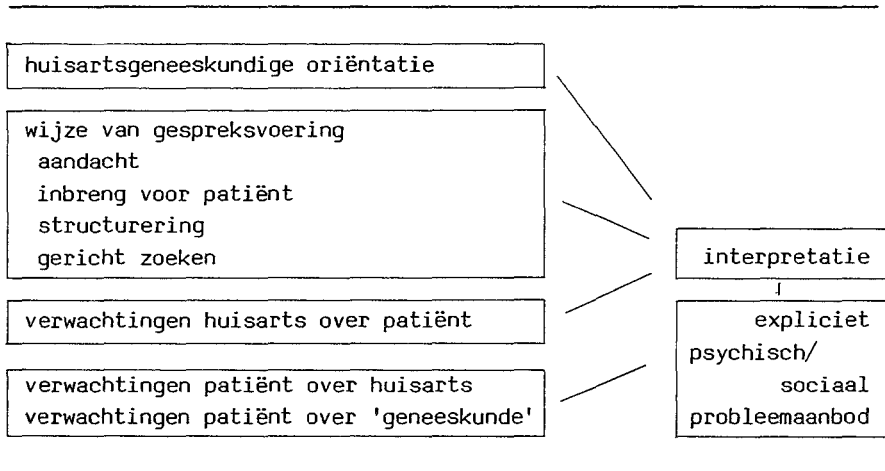 huisartsgeneeskundige oriëntatie
wijze van gespreksvoering
aandacht
inbreng voor patiënt
structurering
gericht zoeken
verwachtingen huisarts over patiënt
verwachtingen patiënt over huisarts
verwachtingen patiënt over 'geneeskunde'
interpretatie
expliciet
psychisch/
sociaal
probleemaanbod